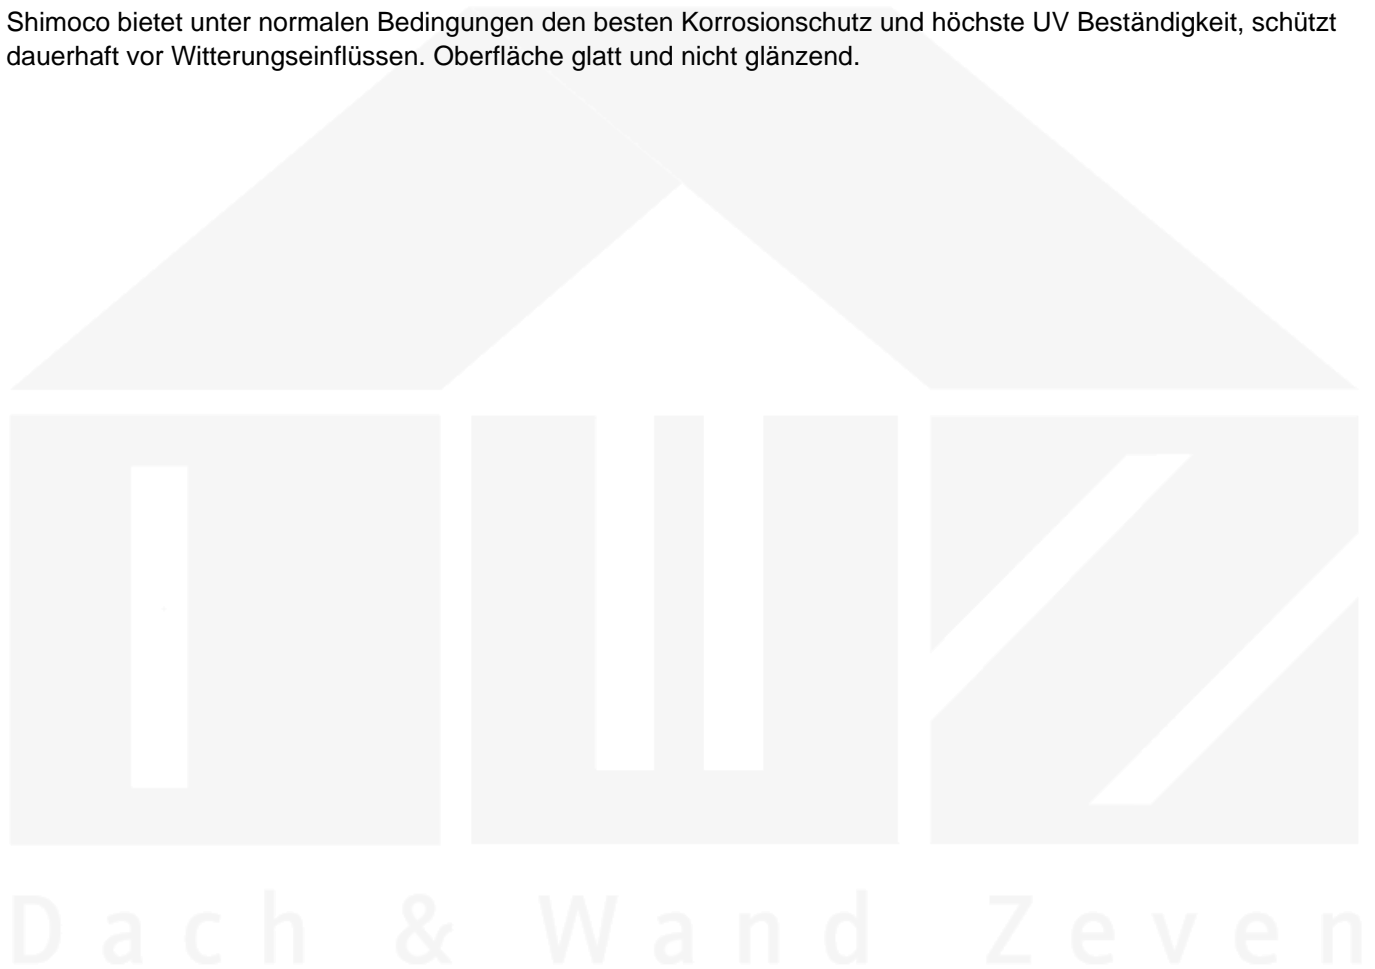 Shimoco bietet unter normalen Bedingungen den besten Korrosionschutz und höchste UV Beständigkeit, schützt
dauerhaft vor Witterungseinflüssen. Oberfläche glatt und nicht glänzend.
Dach & Wand Zeven